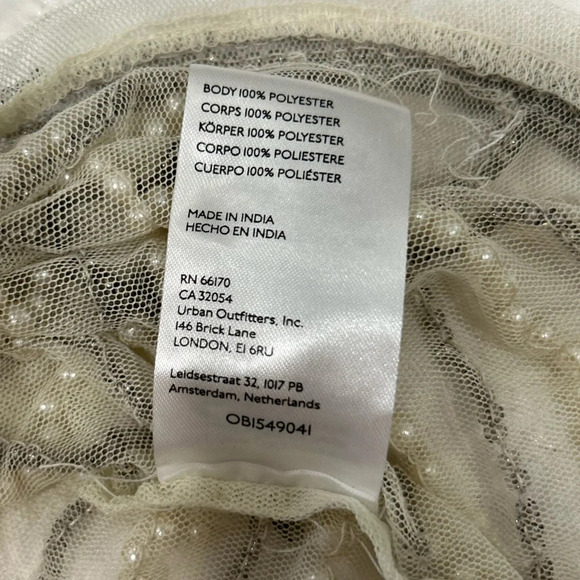 BODY 100% POLYESTER
CORPS 100% POLYESTER
KÖRPER 100% POLYESTER
CORPO 100% POLIESTERE
CUERPO 100% POLIÉSTER
MADE IN INDIA
HECHO EN INDIA
RN 66170
CA 32054
Urban Outfitters, Inc.
146 Brick Lane
LONDON, E1 6RU
Leidsestraat 32, 1017 PB
Amsterdam, Netherlands
OB1549041